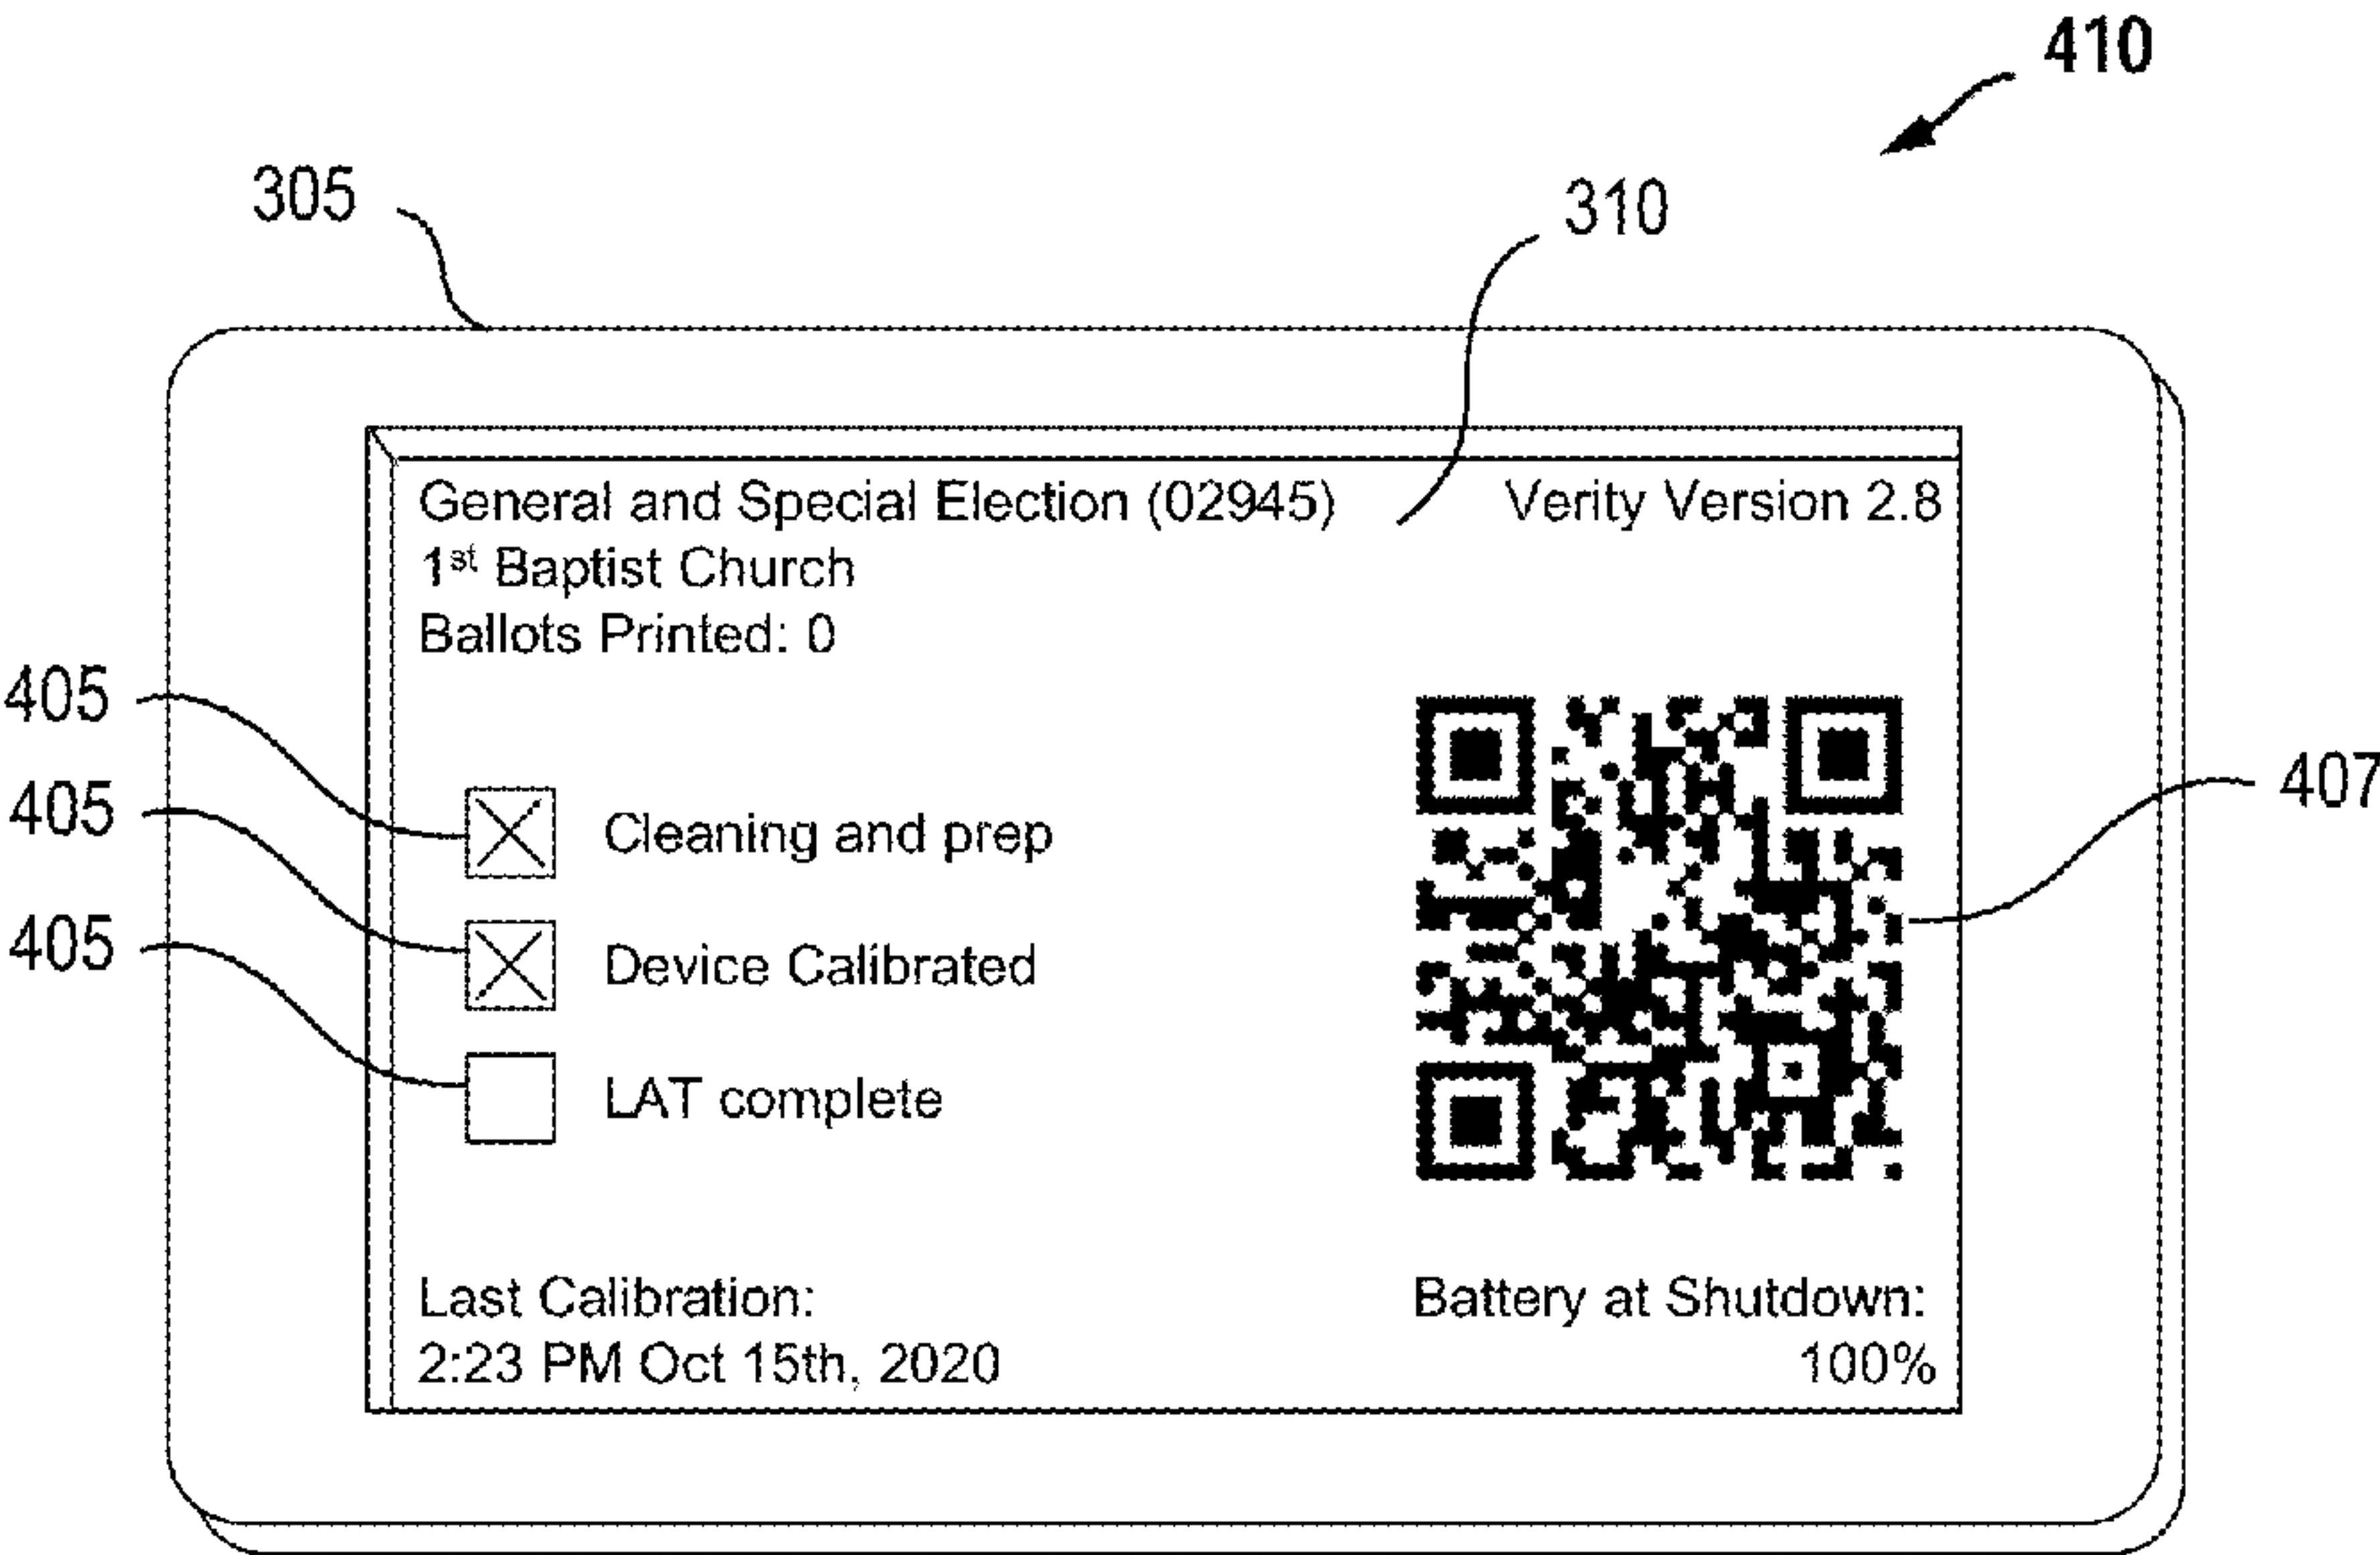 410
305
310
General and Special Election (02945) Verity Version 2.8
1st Baptist Church
Ballots Printed: 0
405
405
405
407
Cleaning and prep
Device Calibrated
LAT complete
Last Calibration: Battery at Shutdown:
2:23 PM Oct 15th, 2020 100%